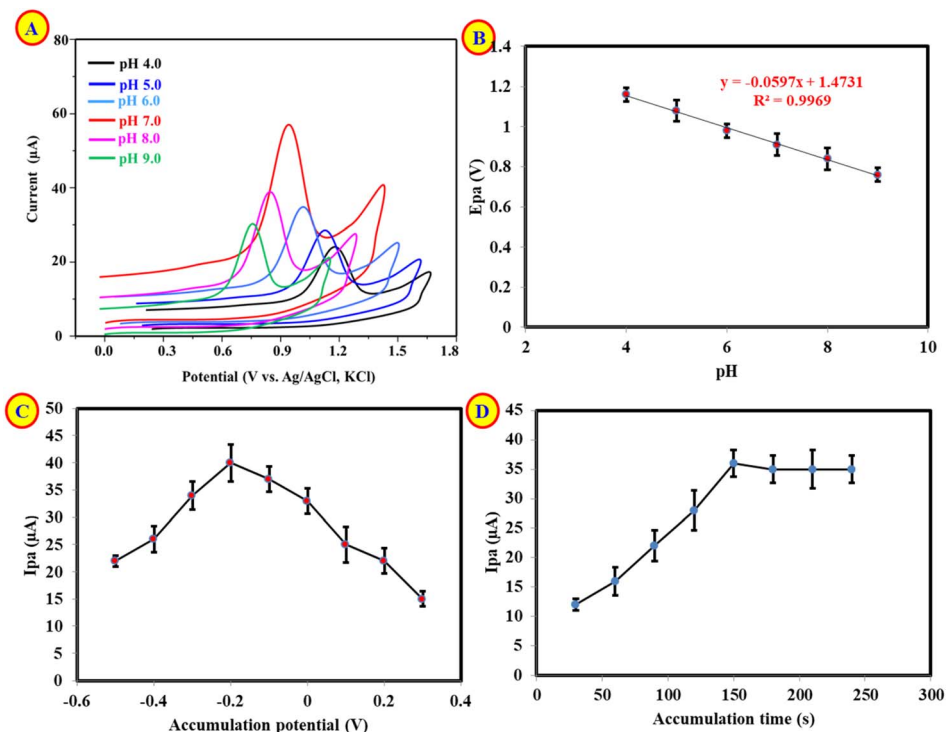 A
80
60
40
20
0
Current (µA)
pH 4.0
pH 5.0
pH 6.0
pH 7.0
pH 8.0
pH 9.0
0.0 0.3 0.6 0.9 1.2 1.5 1.8
Potential (V vs. Ag/AgCl, KCl)
B
1.4
1.2
1
0.8
0.6
0.4
0.2
0
Epa (V)
y = -0.0597x + 1.4731
R² = 0.9969
2 4 6 8 10
pH
C
50
45
40
35
30
25
20
15
10
5
0
Ipa (µA)
-0.6 -0.4 -0.2 0 0.2 0.4
Accumulation potential (V)
D
45
40
35
30
25
20
15
10
5
0
Ipa (µA)
0 50 100 150 200 250 300
Accumulation time (s)